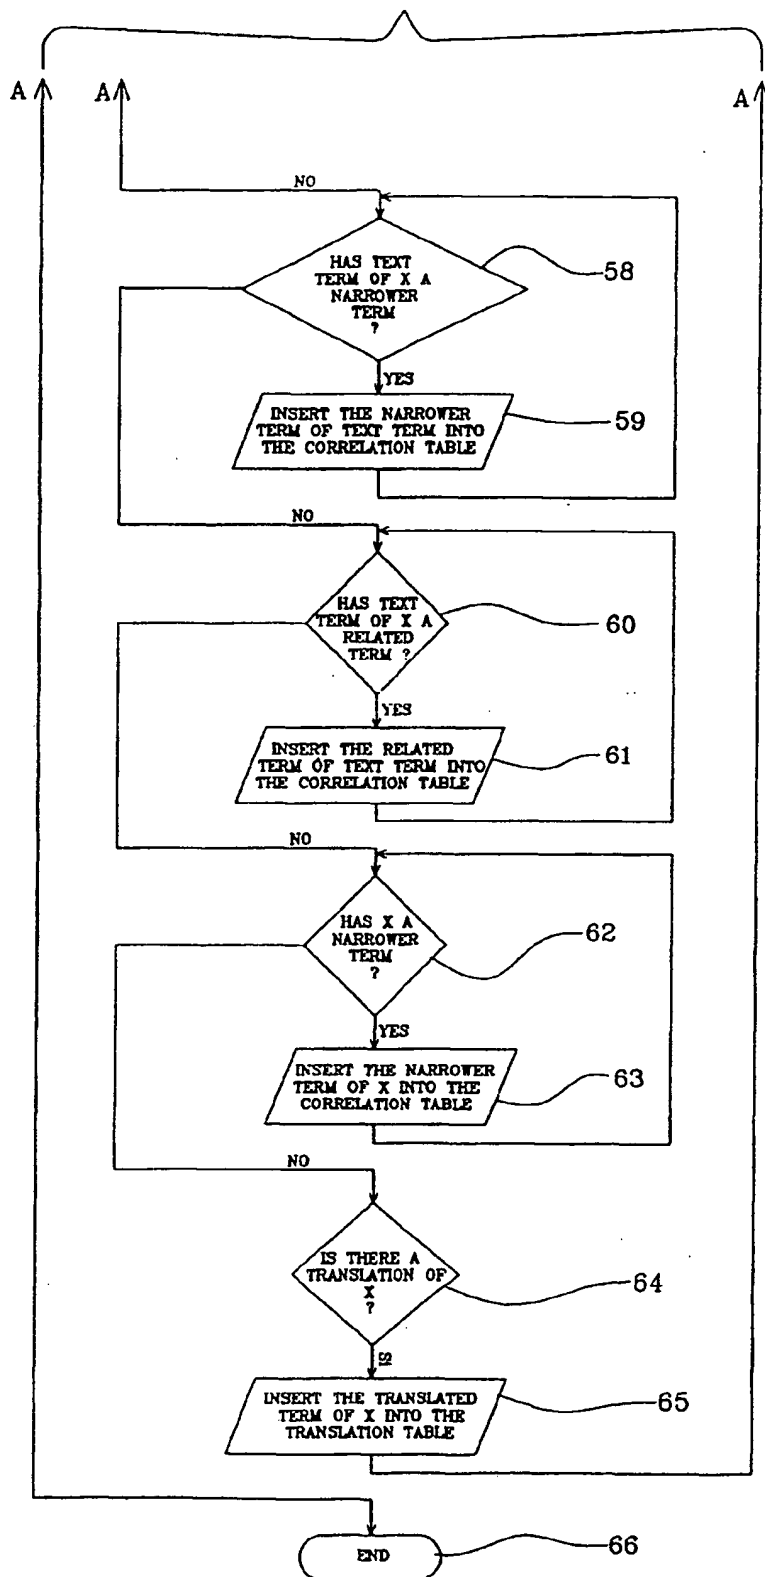 A
A
A
NO
HAS TEXT
TERM OF X A
NARROWER
TERM
?
58
YES
INSERT THE NARROWER
TERM OF TEXT TERM INTO
THE CORRELATION TABLE
59
NO
HAS TEXT
TERM OF X A
RELATED
TERM ?
60
YES
INSERT THE RELATED
TERM OF TEXT TERM INTO
THE CORRELATION TABLE
61
NO
HAS X A
NARROWER
TERM
?
62
YES
INSERT THE NARROWER
TERM OF X INTO THE
CORRELATION TABLE
63
NO
IS THERE A
TRANSLATION OF
X
?
64
IS
INSERT THE TRANSLATED
TERM OF X INTO THE
TRANSLATION TABLE
65
END
66